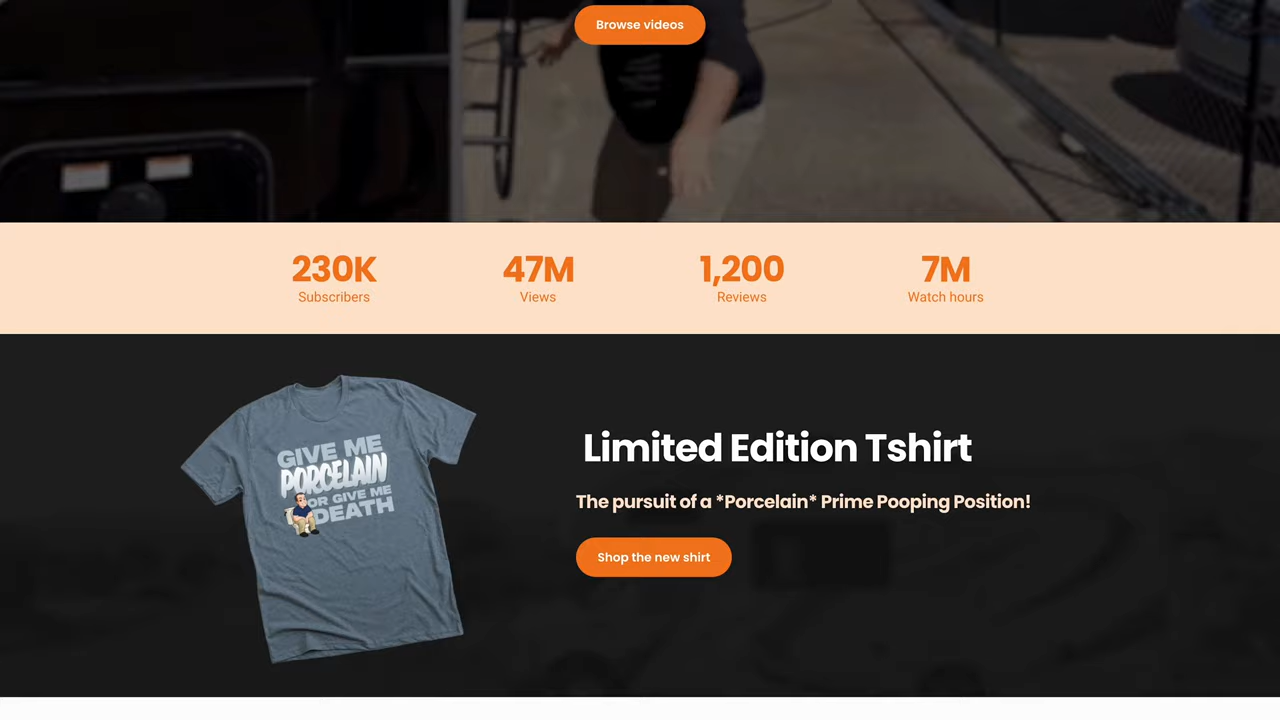 Browse videos
230K
Subscribers
47M
Views
1,200
Reviews
7M
Watch hours
GIVE ME
PORCELAIN
OR GIVE ME
DEATH
Limited Edition Tshirt
The pursuit of a *Porcelain* Prime Pooping Position!
Shop the new shirt